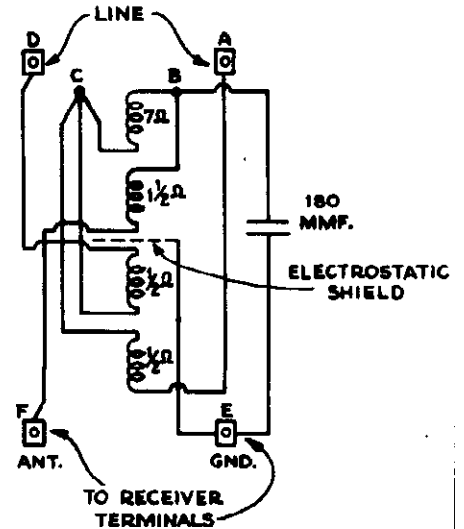 LINE
D
A
C
B
7Ω
1½Ω
180
MMF.
ELECTROSTATIC
SHIELD
½Ω
½Ω
F
E
ANT.
GND.
TO RECEIVER
TERMINALS